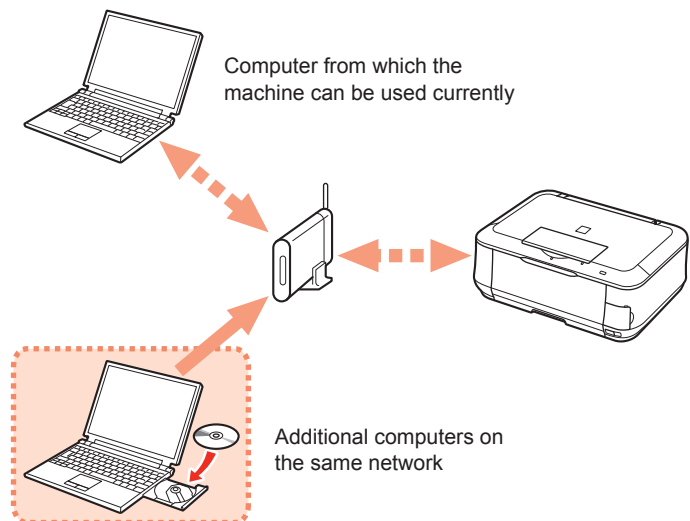 Computer from which the
machine can be used currently
Additional computers on
the same network